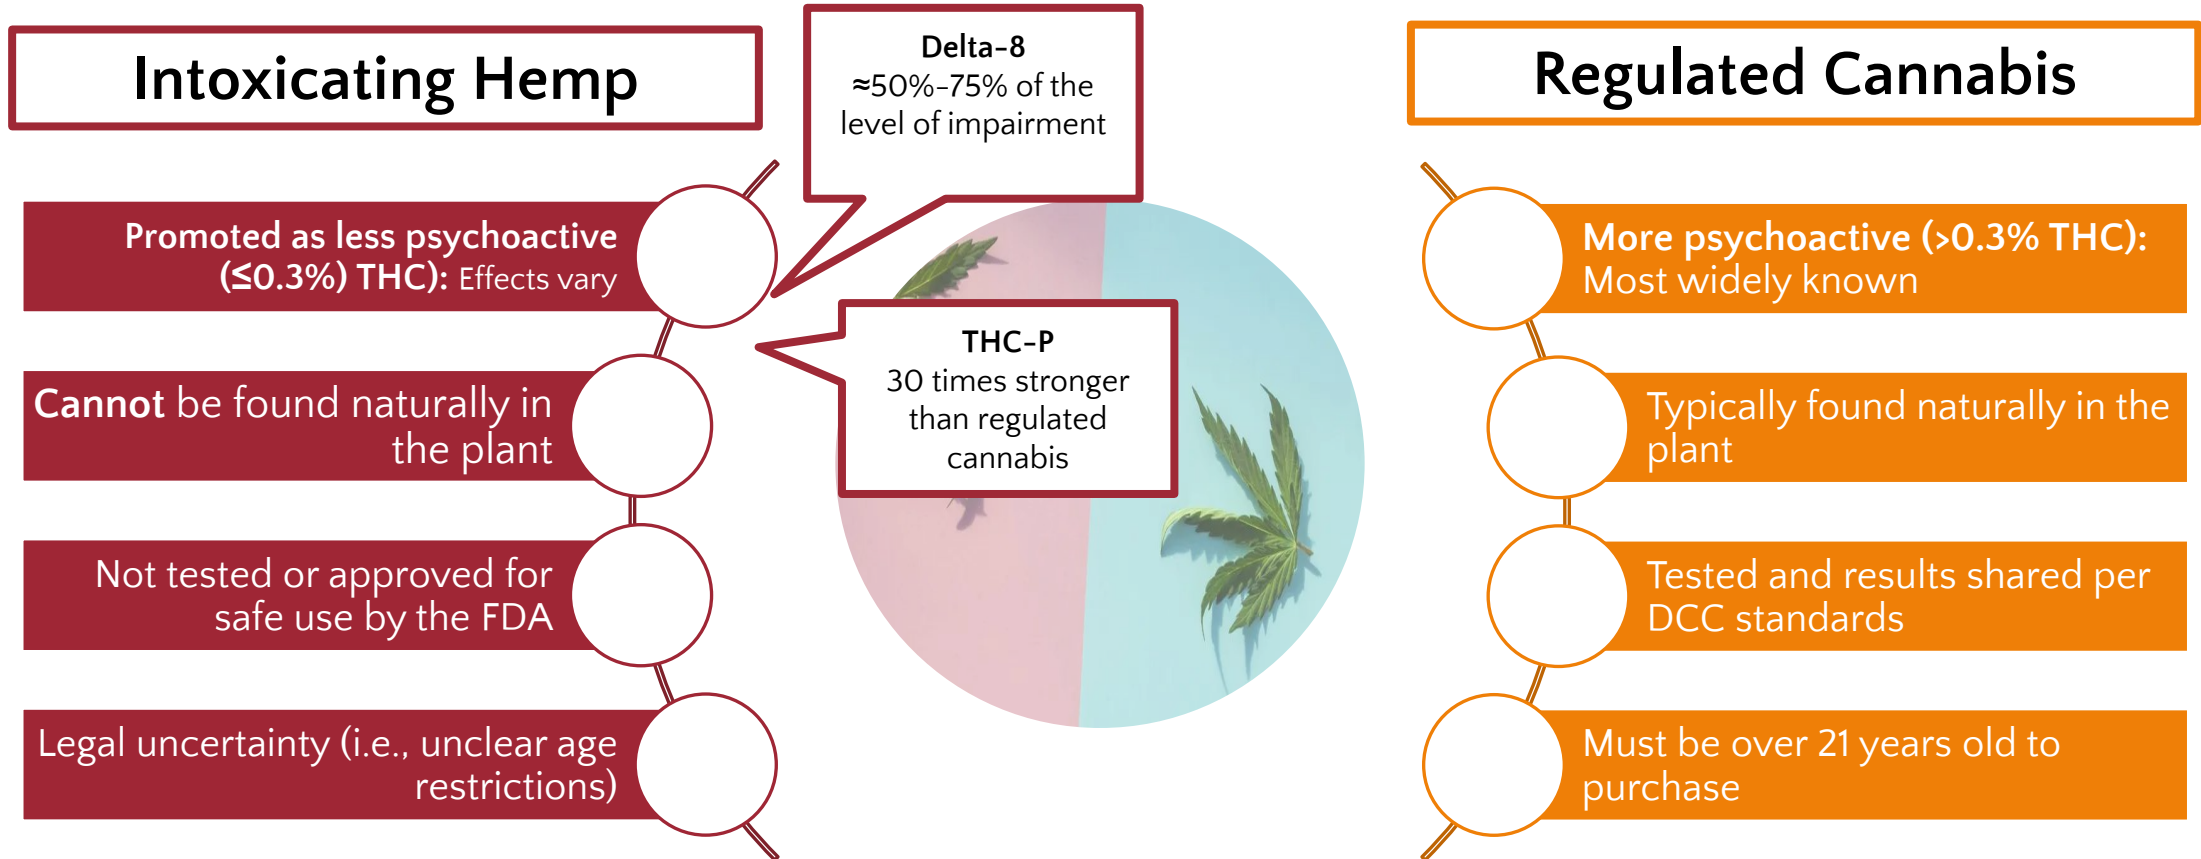 Intoxicating Hemp
Delta-8
≈50%-75% of the
level of impairment
Promoted as less psychoactive
(≤0.3%) THC): Effects vary
THC-P
30 times stronger
than regulated
cannabis
Cannot be found naturally in
the plant
Not tested or approved for
safe use by the FDA
Legal uncertainty (i.e., unclear age
restrictions)
Regulated Cannabis
More psychoactive (>0.3% THC):
Most widely known
Typically found naturally in the
plant
Tested and results shared per
DCC standards
Must be over 21 years old to
purchase